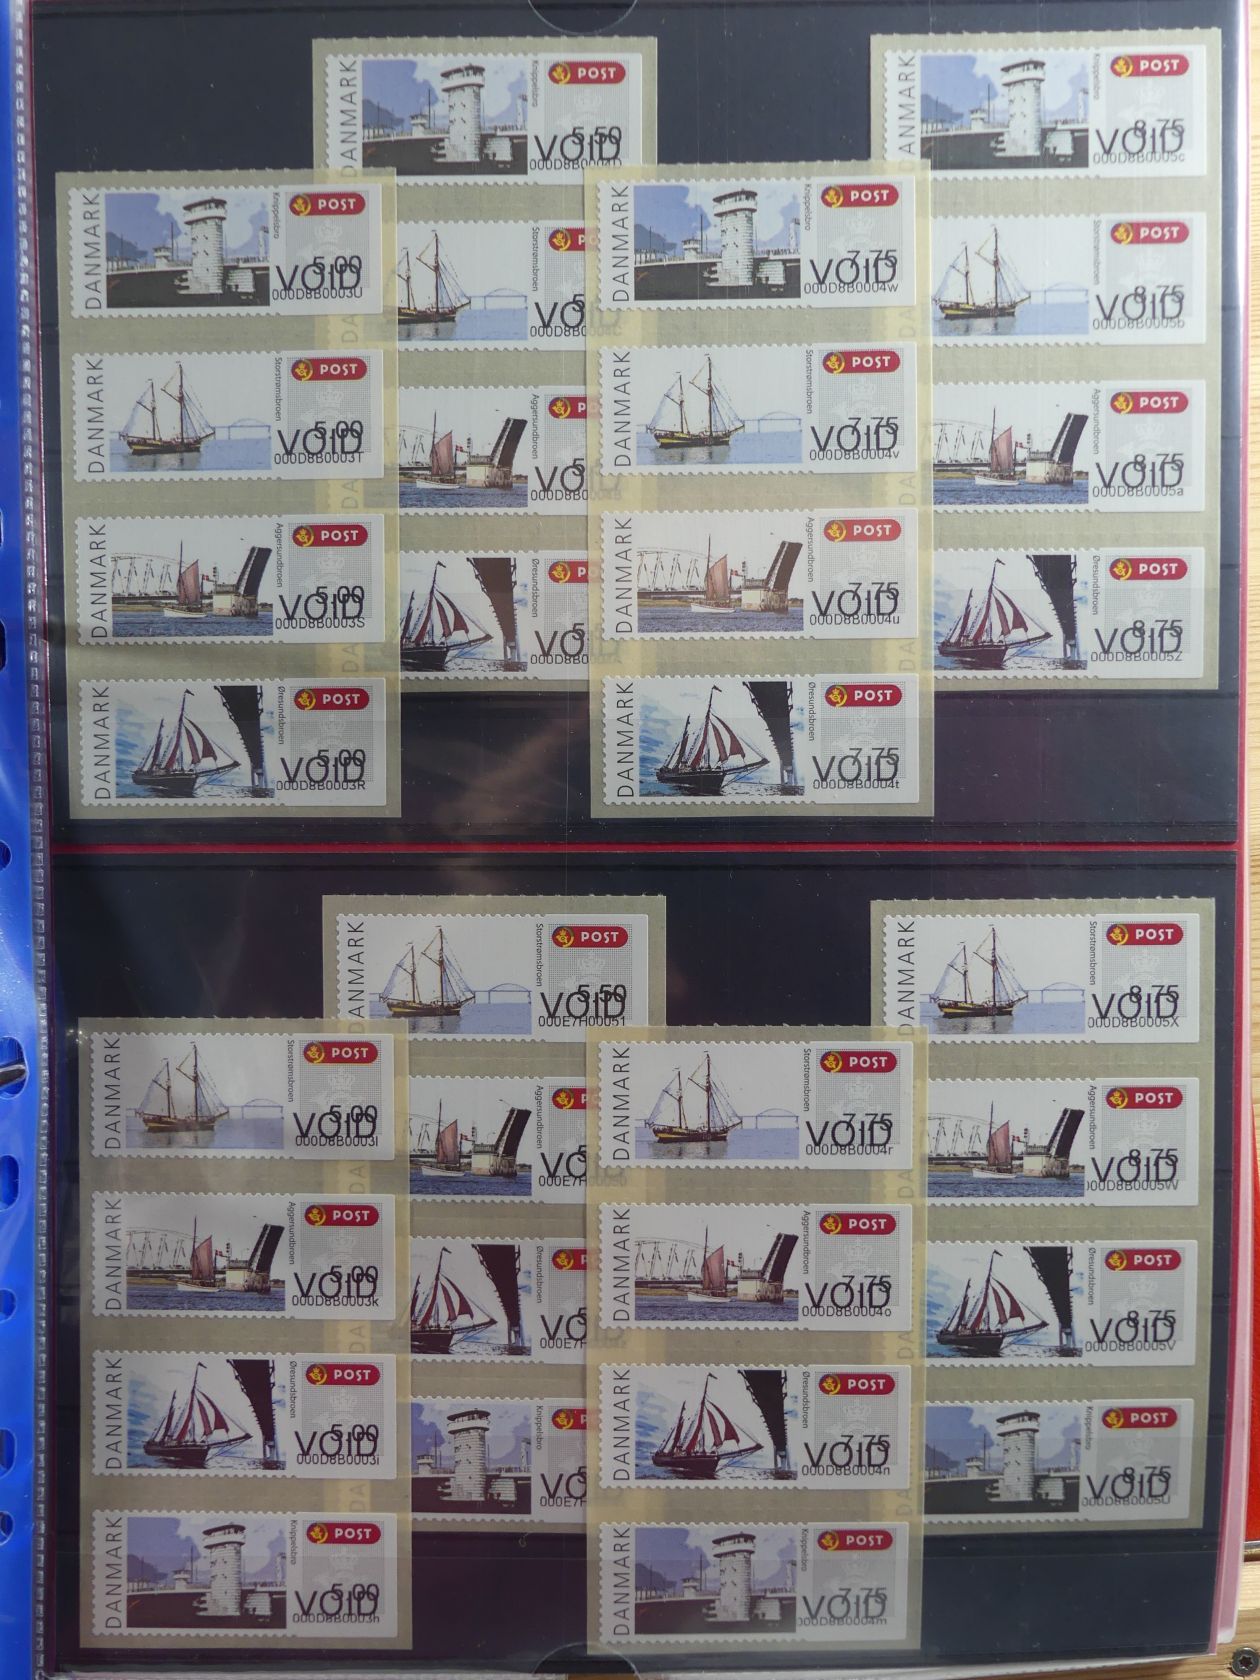 DANMARK
Knippelsbro
POST
5.50
VOID
DANMARK
Knippelsbro
POST
8.75
VOID
000D8B0005c
DANMARK
Knippelsbro
POST
5.00
VOID
000D8B0003U
DANMARK
Knippelsbro
POST
7.75
VOID
000D8B0004w
Storstrømsbroen
Storstrømsbroen
POST
8.75
VOID
000D8B0005b
DANMARK
Storstrømsbroen
POST
5.00
VOID
000D8B0003T
DANMARK
Storstrømsbroen
POST
7.75
VOID
000D8B0004v
Aggersundbroen
Aggersundbroen
POST
8.75
VOID
000D8B0005a
DANMARK
Aggersundbroen
POST
5.00
VOID
000D8B0003S
DANMARK
Aggersundbroen
POST
7.75
VOID
000D8B0004u
Øresundsbroen
Øresundsbroen
POST
8.75
VOID
000D8B0005Z
DANMARK
Øresundsbroen
POST
5.00
VOID
000D8B0003R
DANMARK
Øresundsbroen
POST
7.75
VOID
000D8B0004t
DANMARK
Storstrømsbroen
POST
5.50
VOID
000E7H00051
DANMARK
Storstrømsbroen
POST
8.75
VOID
000D8B0005X
DANMARK
Storstrømsbroen
POST
5.00
VOID
000D8B0003l
DANMARK
Storstrømsbroen
POST
7.75
VOID
000D8B0004r
Aggersundbroen
Aggersundbroen
POST
8.75
VOID
000D8B0005W
DANMARK
Aggersundbroen
POST
5.00
VOID
000D8B0003k
DANMARK
Aggersundbroen
POST
7.75
VOID
000D8B0004o
Øresundsbroen
Øresundsbroen
POST
8.75
VOID
000D8B0005V
DANMARK
Øresundsbroen
POST
5.00
VOID
000D8B0003i
DANMARK
Øresundsbroen
POST
7.75
VOID
000D8B0004n
Knippelsbro
Knippelsbro
POST
8.75
VOID
000D8B0005U
DANMARK
Knippelsbro
POST
5.00
VOID
000D8B0003h
DANMARK
Knippelsbro
POST
7.75
VOID
000D8B0004m